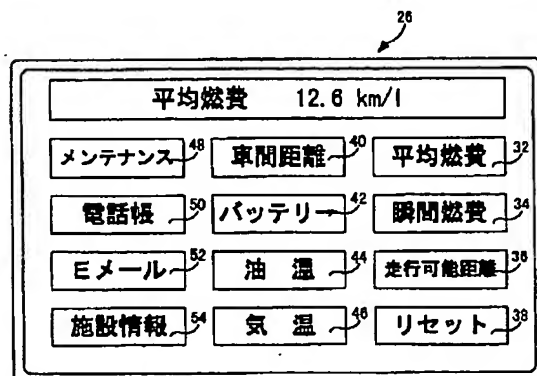 26
平均燃費 12.6 km/l
メンテナンス 48 車間距離 40 平均燃費 32
電話帳 50 バッテリー 42 瞬間燃費 34
Eメール 52 油温 44 走行可能距離 36
施設情報 54 気温 46 リセット 38